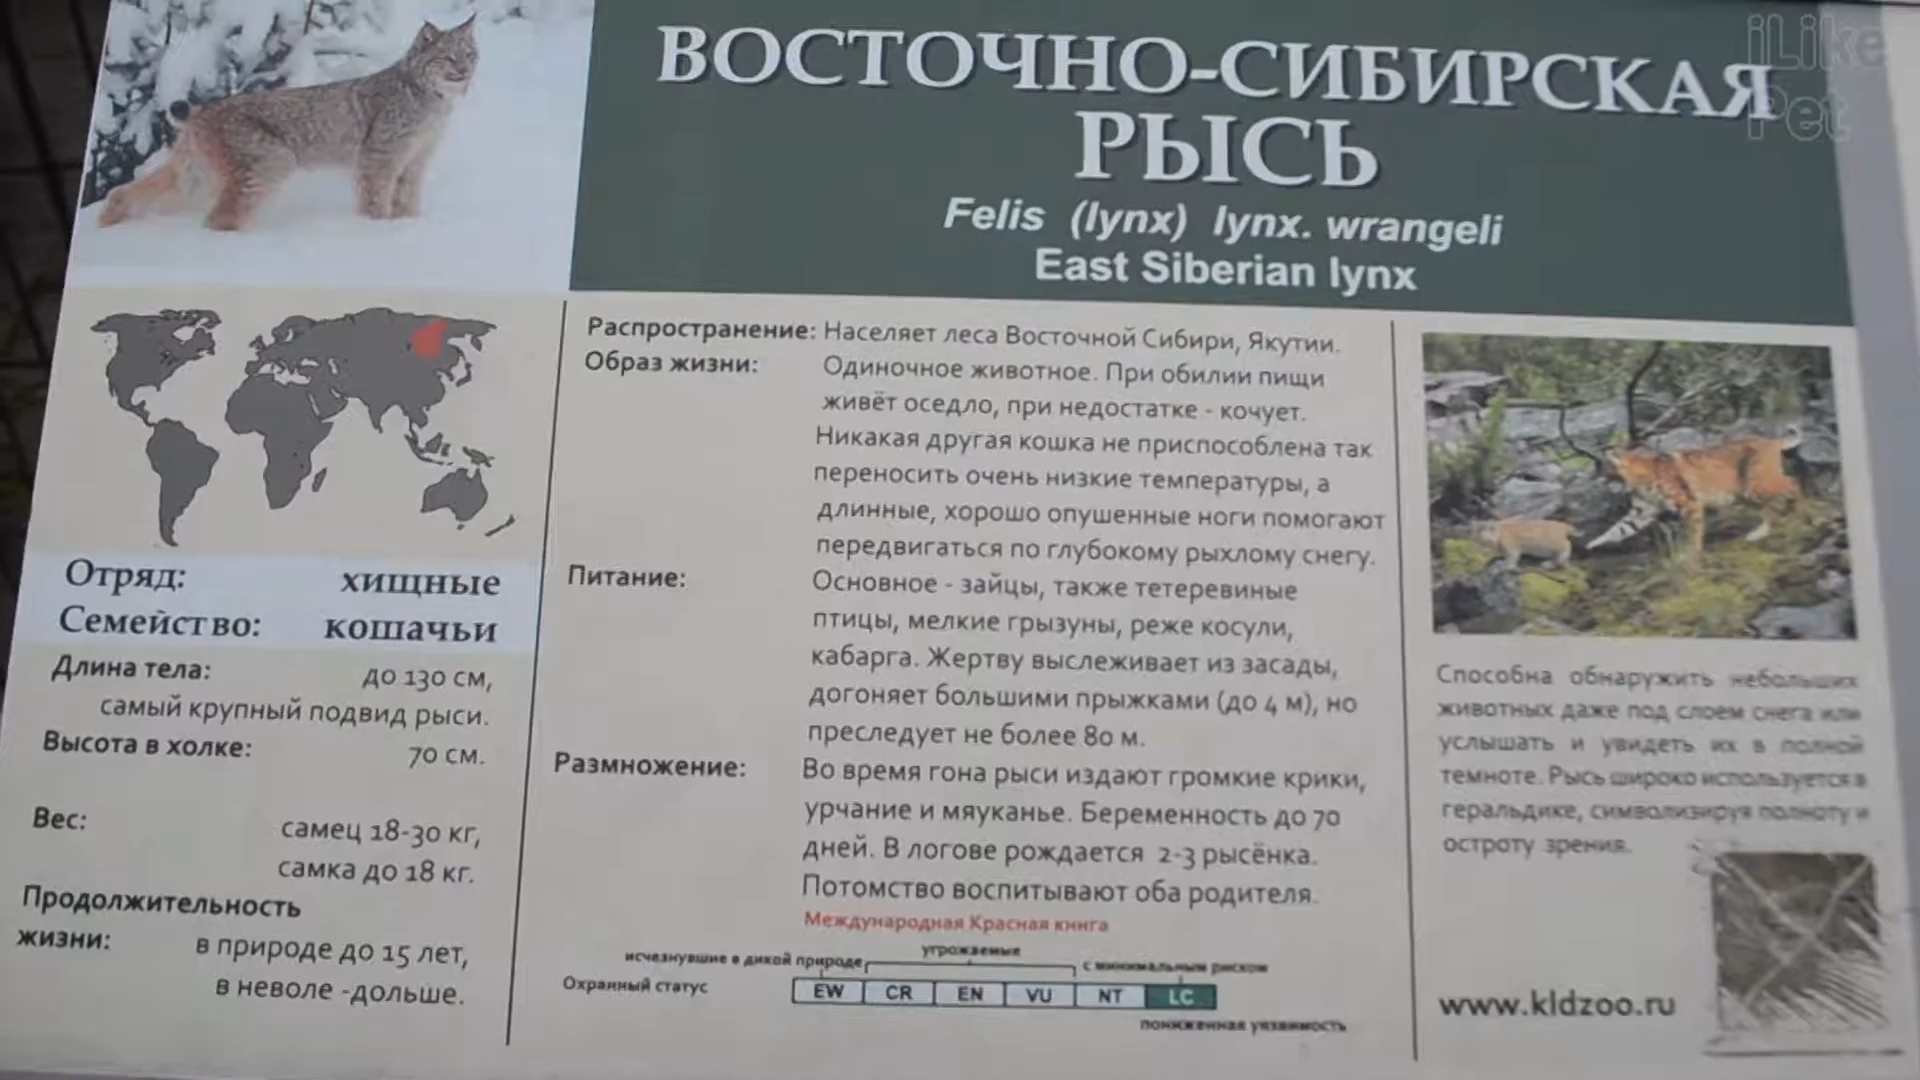 iLike
Pet
ВОСТОЧНО-СИБИРСКАЯ
РЫСЬ
Felis (lynx) lynx. wrangeli
East Siberian lynx
Отряд: хищные
Семейство: кошачьи
Длина тела: до 130 см,
самый крупный подвид рыси.
Высота в холке: 70 см.
Вес: самец 18-30 кг,
самка до 18 кг.
Продолжительность
жизни: в природе до 15 лет,
в неволе -дольше.
Распространение: Населяет леса Восточной Сибири, Якутии.
Образ жизни: Одиночное животное. При обилии пищи
живёт оседло, при недостатке - кочует.
Никакая другая кошка не приспособлена так
переносить очень низкие температуры, а
длинные, хорошо опушенные ноги помогают
передвигаться по глубокому рыхлому снегу.
Питание: Основное - зайцы, также тетеревиные
птицы, мелкие грызуны, реже косули,
кабарга. Жертву выслеживает из засады,
догоняет большими прыжками (до 4 м), но
преследует не более 80 м.
Размножение: Во время гона рыси издают громкие крики,
урчание и мяуканье. Беременность до 70
дней. В логове рождается 2-3 рысёнка.
Потомство воспитывают оба родителя.
Международная Красная книга
исчезнувшие в дикой природе
угрожаемые
с минимальным риском
Охранный статус EW CR EN VU NT LC
пониженная уязвимость
Способна обнаружить небольших
животных даже под слоем снега или
услышать и увидеть их в полной
темноте. Рысь широко используется в
геральдике, символизируя полноту и
остроту зрения.
www.kldzoo.ru